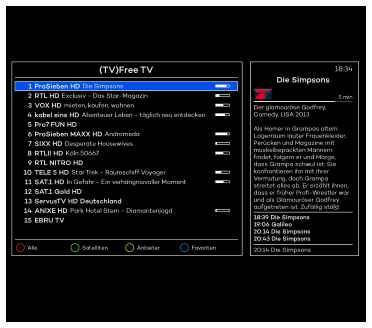 (TV)Free TV
1 ProSieben HD Die Simpsons
2 RTL HD Exclusiv - Das Star-Magazin
3 VOX HD mieten, kaufen, wohnen
4 kabel eins HD Abenteuer Leben - täglich neu entdecken
5 Pro7 FUN HD
6 ProSieben MAXX HD Andromeda
7 SIXX HD Desperate Housewives
8 RTLII HD Köln 50667
9 RTL NITRO HD
10 TELE 5 HD Star Trek - Raumschiff Voyager
11 SAT.1 HD In Gefahr - Ein verhängnisvoller Moment
12 SAT.1 Gold HD
13 ServusTV HD Deutschland
14 ANIXE HD Park Hotel Stern - Diamantenjagd
15 EBRU TV
Alle
Satelliten
Anbieter
Favoriten
18:34
Die Simpsons
5 min
Der glamouröse Godfrey,
Comedy, USA 2013
Als Homer in Grampas altem
Lagerraum lauter Frauenkleider,
Perücken und Magazine mit
muskelbepackten Männern
findet, folgern er und Marge,
dass Grampa schwul ist. Sie
konfrontieren ihn mit ihrer
Vermutung, doch Grampa
streitet alles ab. Er erzählt ihnen,
dass er früher Profi-Wrestler war
und als Glamouröser Godfrey
aufgetreten ist. Zufällig stößt
18:39 Die Simpsons
19:06 Galileo
20:14 Die Simpsons
20:43 Die Simpsons
20:14 Die Simpsons